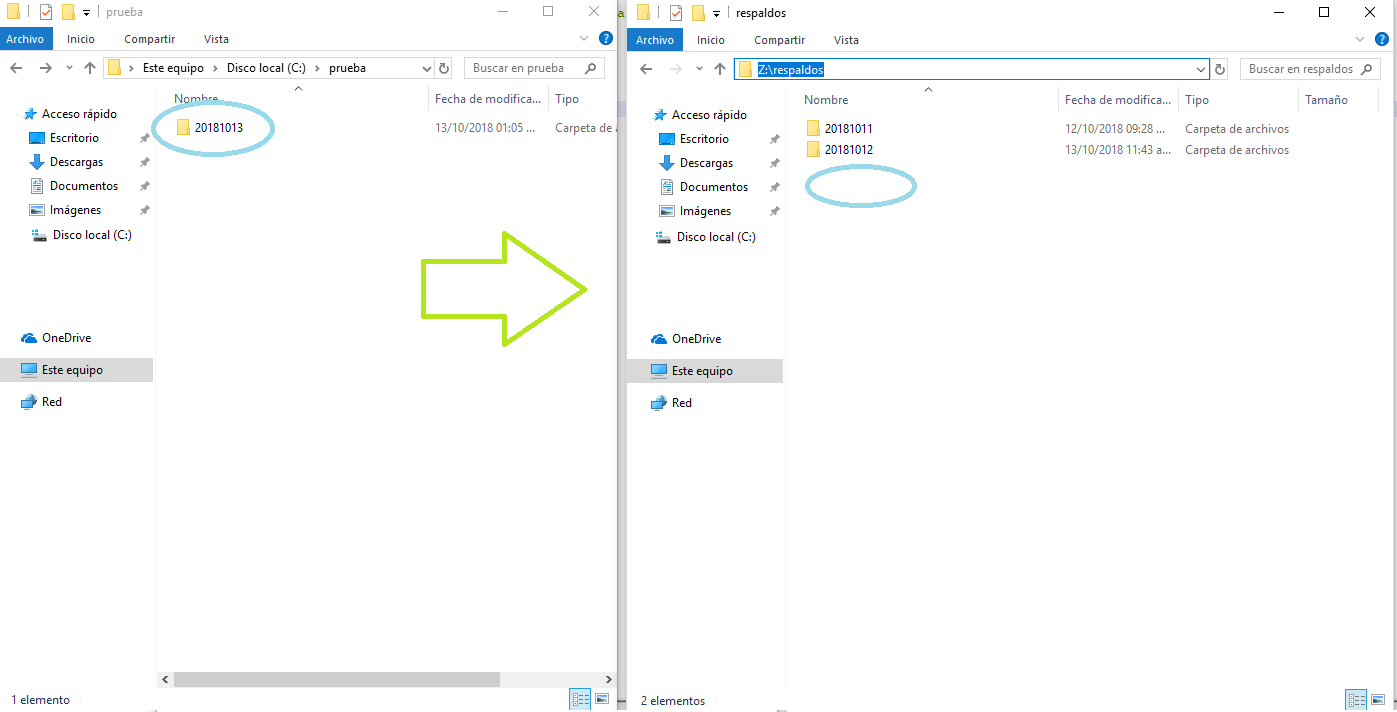 prueba
Archivo Inicio Compartir Vista
Este equipo Disco local (C:) prueba
Buscar en prueba
Nombre Fecha de modifica... Tipo
20181013 13/10/2018 01:05 ... Carpeta de a
Acceso rápido
Escritorio
Descargas
Documentos
Imágenes
Disco local (C:)
OneDrive
Este equipo
Red
1 elemento
respaldos
Archivo Inicio Compartir Vista
Z:\respaldos
Buscar en respaldos
Nombre Fecha de modifica... Tipo Tamaño
20181011 12/10/2018 09:28 ... Carpeta de archivos
20181012 13/10/2018 11:43 a... Carpeta de archivos
Acceso rápido
Escritorio
Descargas
Documentos
Imágenes
Disco local (C:)
OneDrive
Este equipo
Red
2 elementos